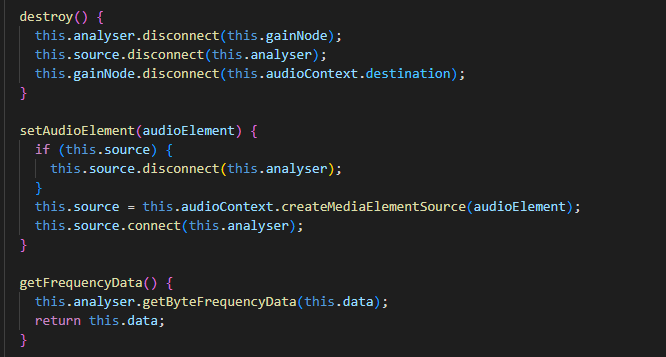 destroy() {
this.analyser.disconnect(this.gainNode);
this.source.disconnect(this.analyser);
this.gainNode.disconnect(this.audioContext.destination);
}
setAudioElement(audioElement) {
if (this.source) {
this.source.disconnect(this.analyser);
}
this.source = this.audioContext.createMediaElementSource(audioElement);
this.source.connect(this.analyser);
}
getFrequencyData() {
this.analyser.getByteFrequencyData(this.data);
return this.data;
}